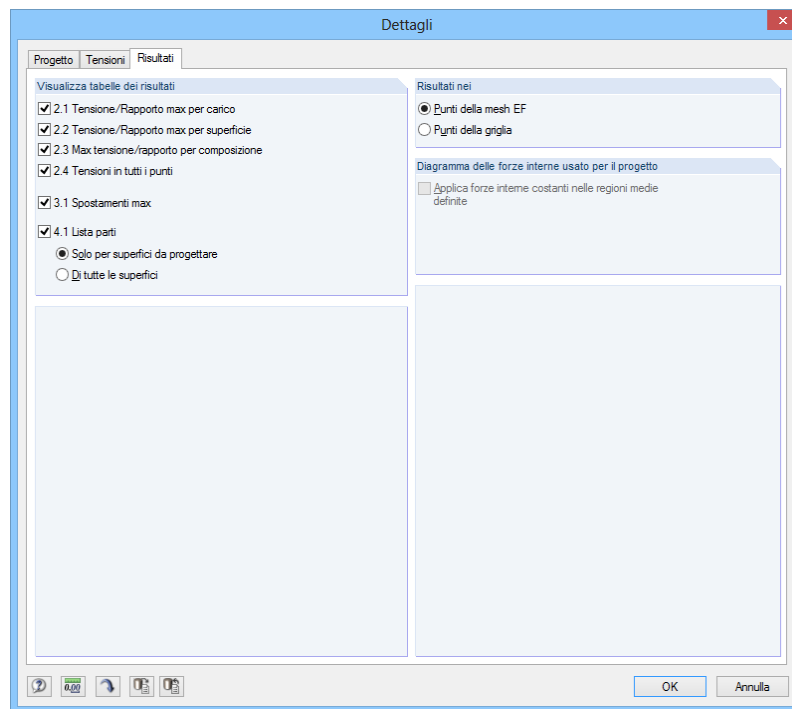 Dettagli
Progetto
Tensioni
Risultati
Visualizza tabelle dei risultati
2.1 Tensione/Rapporto max per carico
2.2 Tensione/Rapporto max per superficie
2.3 Max tensione/rapporto per composizione
2.4 Tensioni in tutti i punti
3.1 Spostamenti max
4.1 Lista parti
Solo per superfici da progettare
Di tutte le superfici
Risultati nei
Punti della mesh EF
Punti della griglia
Diagramma delle forze interne usato per il progetto
Applica forze interne costanti nelle regioni medie
definite
0.00
OK
Annulla